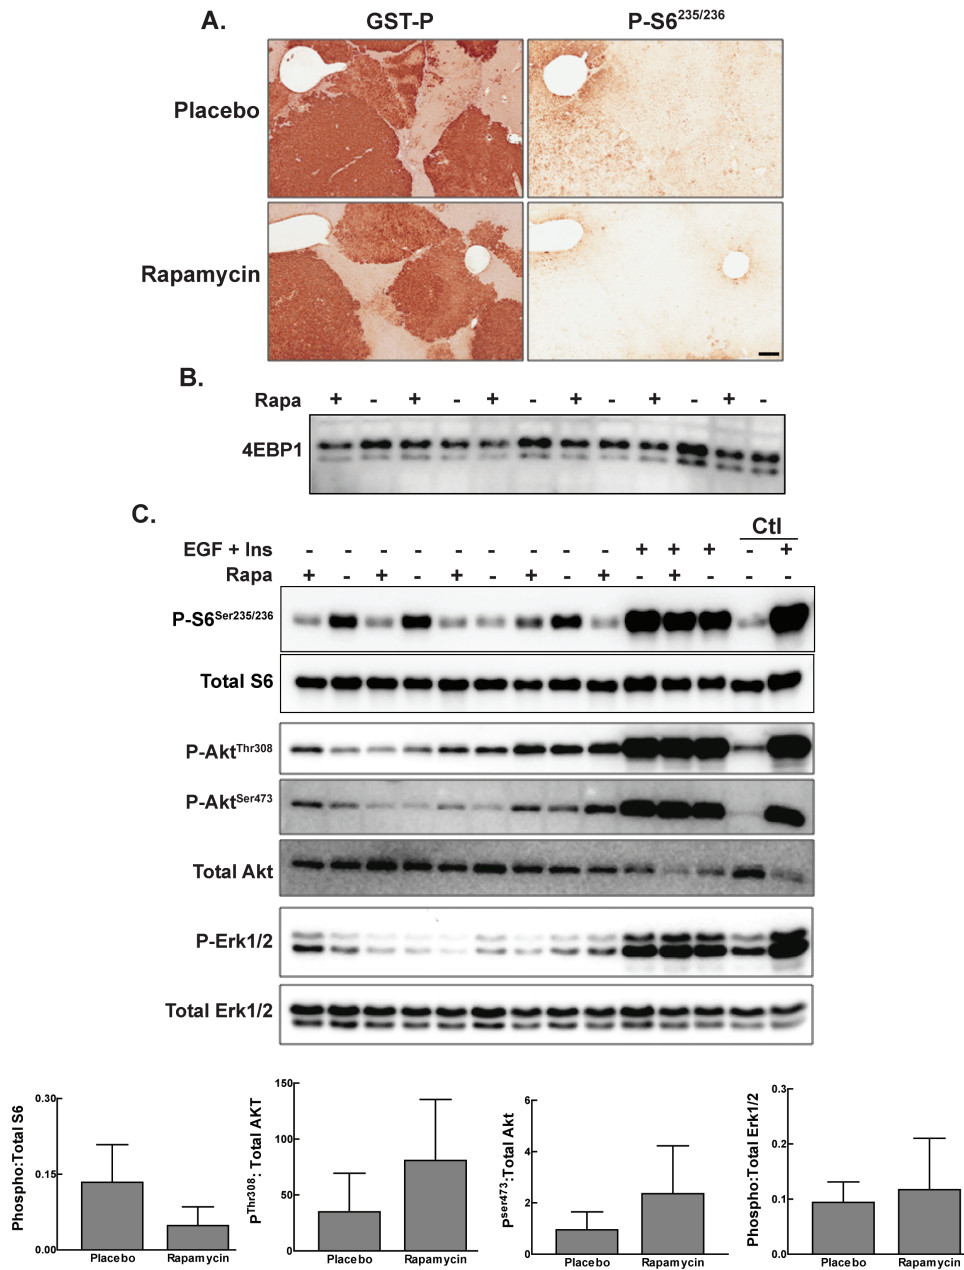 A. GST-P P-S6235/236
Placebo
Rapamycin
B.
Rapa + - + - + - + - + - + -
4EBP1
C.
Ctl
EGF + Ins - - - - - - - - - + + + - +
Rapa + - + - + - + - + - + - - -
P-S6Ser235/236
Total S6
P-AktThr308
P-AktSer473
Total Akt
P-Erk1/2
Total Erk1/2
Phospho:Total S6
0.30
0.15
0.00
Placebo Rapamycin
PThr308: Total AKT
150
100
50
0
Placebo Rapamycin
Pser473:Total Akt
6
4
2
0
Placebo Rapamycin
Phospho:Total Erk1/2
0.3
0.2
0.1
0.0
Placebo Rapamycin